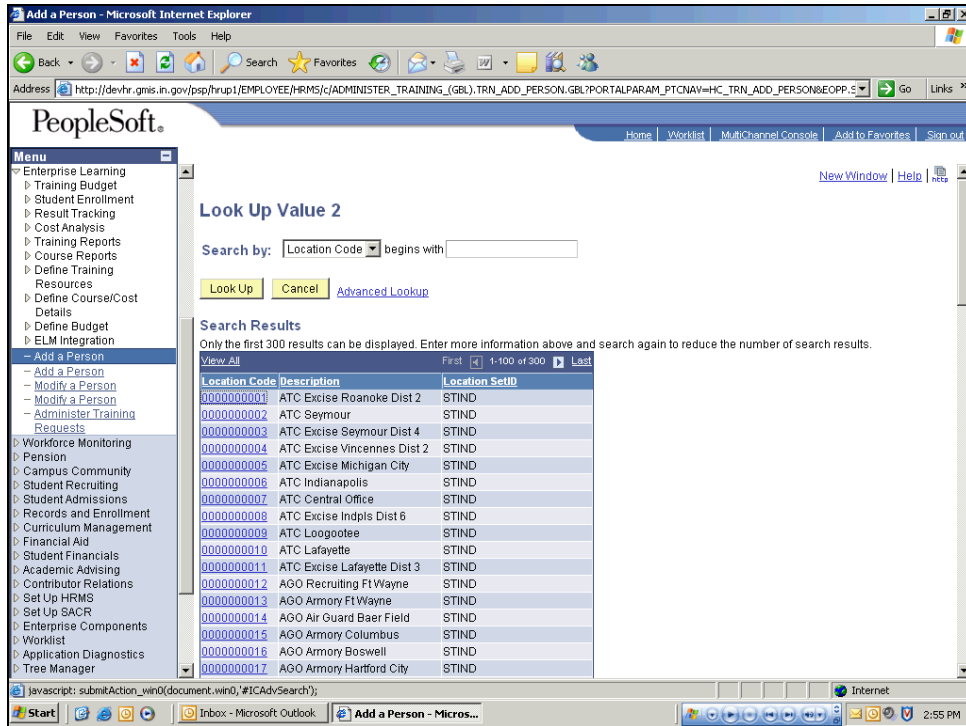 Add a Person - Microsoft Internet Explorer
File Edit View Favorites Tools Help
Back Search Favorites
Address http://devhr.gmis.in.gov/psp/hrup1/EMPLOYEE/HRMS/c/ADMINISTER_TRAINING_(GBL).TRN_ADD_PERSON.GBL?PORTALPARAM_PTCNAV=HC_TRN_ADD_PERSON&EOPP.S Go Links »
PeopleSoft®
Home | Worklist | MultiChannel Console | Add to Favorites | Sign out
Menu
Enterprise Learning
Training Budget
Student Enrollment
Result Tracking
Cost Analysis
Training Reports
Course Reports
Define Training
Resources
Define Course/Cost
Details
Define Budget
ELM Integration
– Add a Person
– Add a Person
– Modify a Person
– Modify a Person
– Administer Training
Requests
Workforce Monitoring
Pension
Campus Community
Student Recruiting
Student Admissions
Records and Enrollment
Curriculum Management
Financial Aid
Student Financials
Academic Advising
Contributor Relations
Set Up HRMS
Set Up SACR
Enterprise Components
Worklist
Application Diagnostics
Tree Manager
New Window | Help | http
Look Up Value 2
Search by: Location Code begins with
Look Up Cancel Advanced Lookup
Search Results
Only the first 300 results can be displayed. Enter more information above and search again to reduce the number of search results.
View All First 1-100 of 300 Last
Location Code Description Location SetID
0000000001 ATC Excise Roanoke Dist 2 STIND
0000000002 ATC Seymour STIND
0000000003 ATC Excise Seymour Dist 4 STIND
0000000004 ATC Excise Vincennes Dist 2 STIND
0000000005 ATC Excise Michigan City STIND
0000000006 ATC Indianapolis STIND
0000000007 ATC Central Office STIND
0000000008 ATC Excise Indpls Dist 6 STIND
0000000009 ATC Loogootee STIND
0000000010 ATC Lafayette STIND
0000000011 ATC Excise Lafayette Dist 3 STIND
0000000012 AGO Recruiting Ft Wayne STIND
0000000013 AGO Armory Ft Wayne STIND
0000000014 AGO Air Guard Baer Field STIND
0000000015 AGO Armory Columbus STIND
0000000016 AGO Armory Boswell STIND
0000000017 AGO Armory Hartford City STIND
javascript: submitAction_win0(document.win0,'#ICAdvSearch'); Internet
Start Inbox - Microsoft Outlook Add a Person - Micros... 2:55 PM